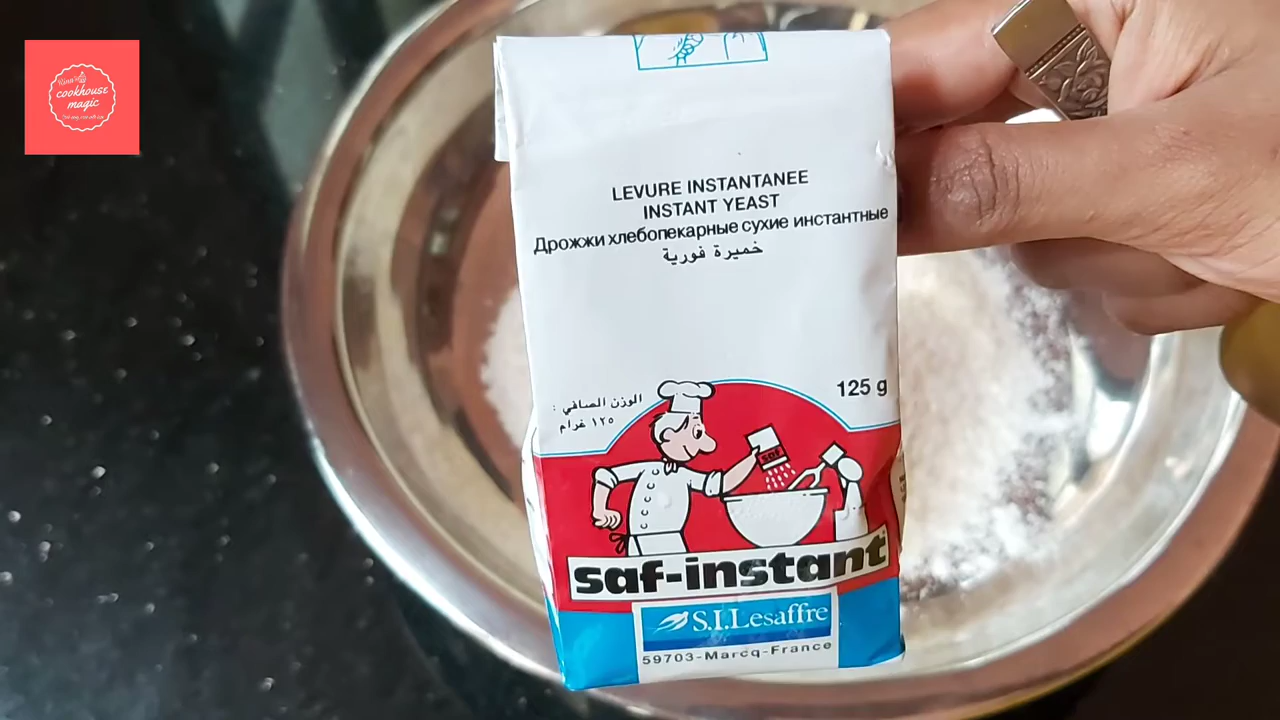 cookhouse
magic
LEVURE INSTANTANEE
INSTANT YEAST
Дрожжи хлебопекарные сухие инстантные
خميرة فورية
125 g
الوزن الصافي :
١٢٥ غرام
saf
saf-instant
S.I.Lesaffre
59703-Marcq-France